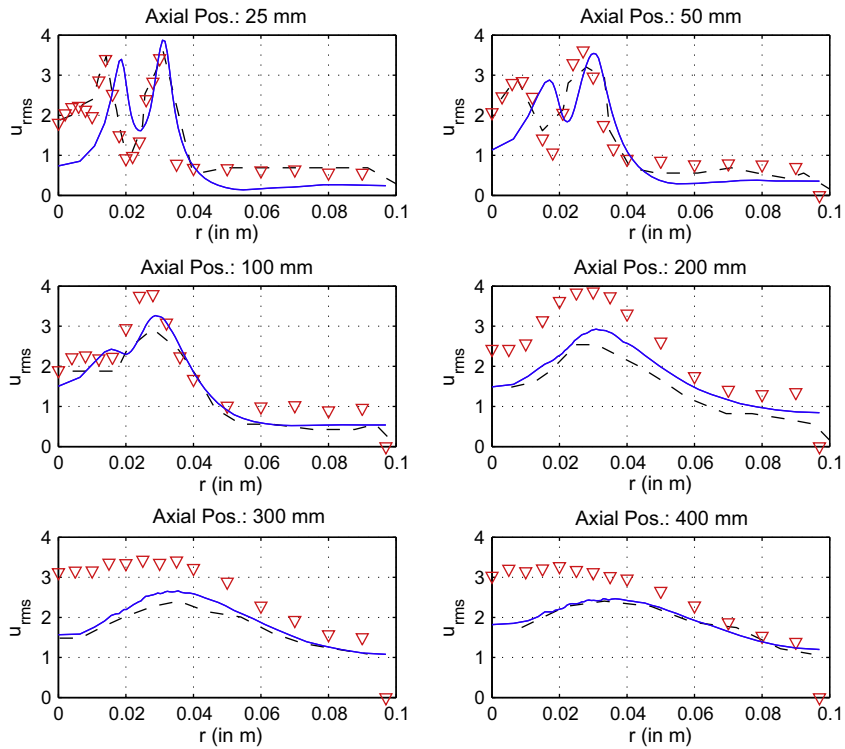 Axial Pos.: 25 mm
4
3
2
1
0
u_rms
0 0.02 0.04 0.06 0.08 0.1
r (in m)
Axial Pos.: 50 mm
4
3
2
1
0
u_rms
0 0.02 0.04 0.06 0.08 0.1
r (in m)
Axial Pos.: 100 mm
4
3
2
1
0
u_rms
0 0.02 0.04 0.06 0.08 0.1
r (in m)
Axial Pos.: 200 mm
4
3
2
1
0
u_rms
0 0.02 0.04 0.06 0.08 0.1
r (in m)
Axial Pos.: 300 mm
4
3
2
1
0
u_rms
0 0.02 0.04 0.06 0.08 0.1
r (in m)
Axial Pos.: 400 mm
4
3
2
1
0
u_rms
0 0.02 0.04 0.06 0.08 0.1
r (in m)